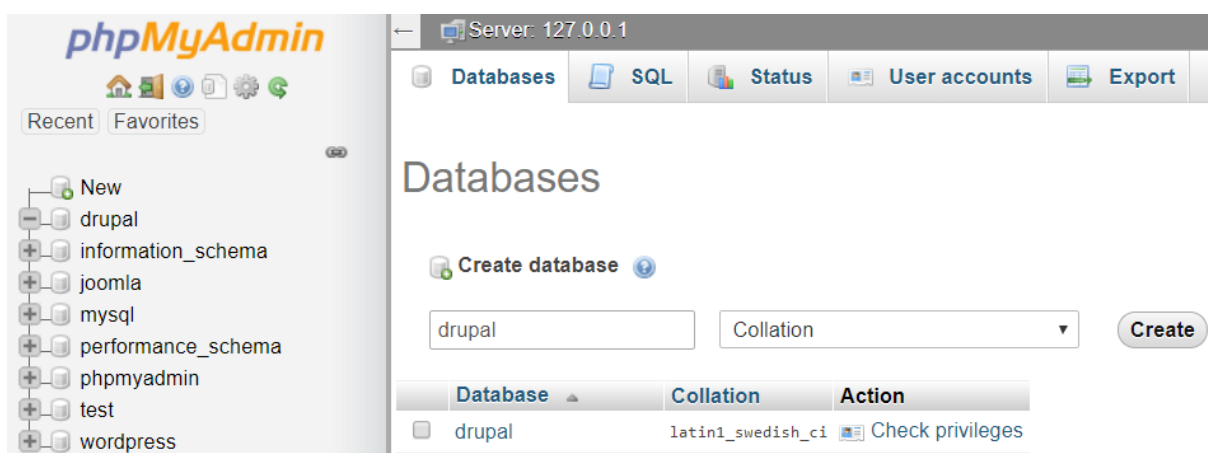 phpMyAdmin
Recent Favorites
New
drupal
information_schema
joomla
mysql
performance_schema
phpmyadmin
test
wordpress
← Server: 127.0.0.1
Databases SQL Status User accounts Export
Databases
Create database
drupal Collation Create
Database Collation Action
drupal latin1_swedish_ci Check privileges